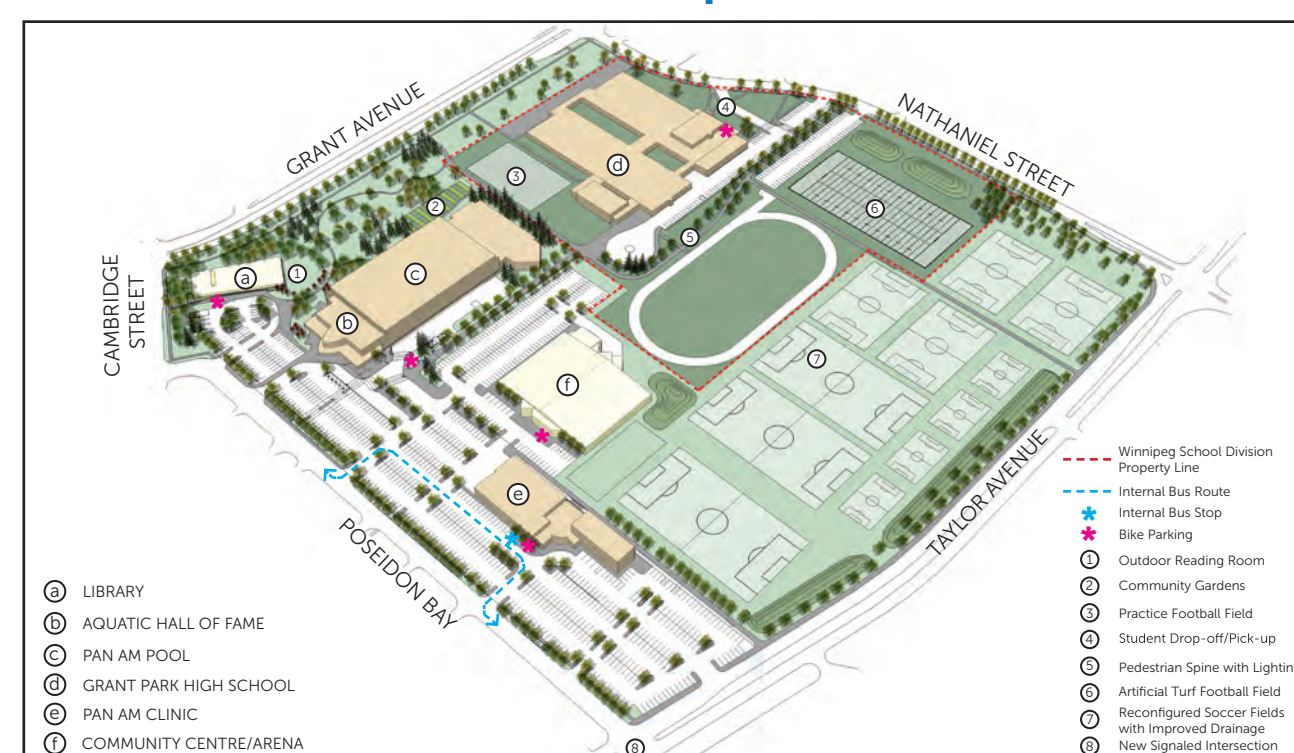 GRANT AVENUE
NATHANIEL STREET
CAMBRIDGE
STREET
POSEIDON BAY
TAYLOR AVENUE
a
1
b
c
2
3
d
4
5
6
7
f
e
8
a LIBRARY
b AQUATIC HALL OF FAME
c PAN AM POOL
d GRANT PARK HIGH SCHOOL
e PAN AM CLINIC
f COMMUNITY CENTRE/ARENA
Winnipeg School Division
Property Line
Internal Bus Route
Internal Bus Stop
Bike Parking
1 Outdoor Reading Room
2 Community Gardens
3 Practice Football Field
4 Student Drop-off/Pick-up
5 Pedestrian Spine with Lightin
6 Artificial Turf Football Field
7 Reconfigured Soccer Fields
with Improved Drainage
8 New Signaled Intersection